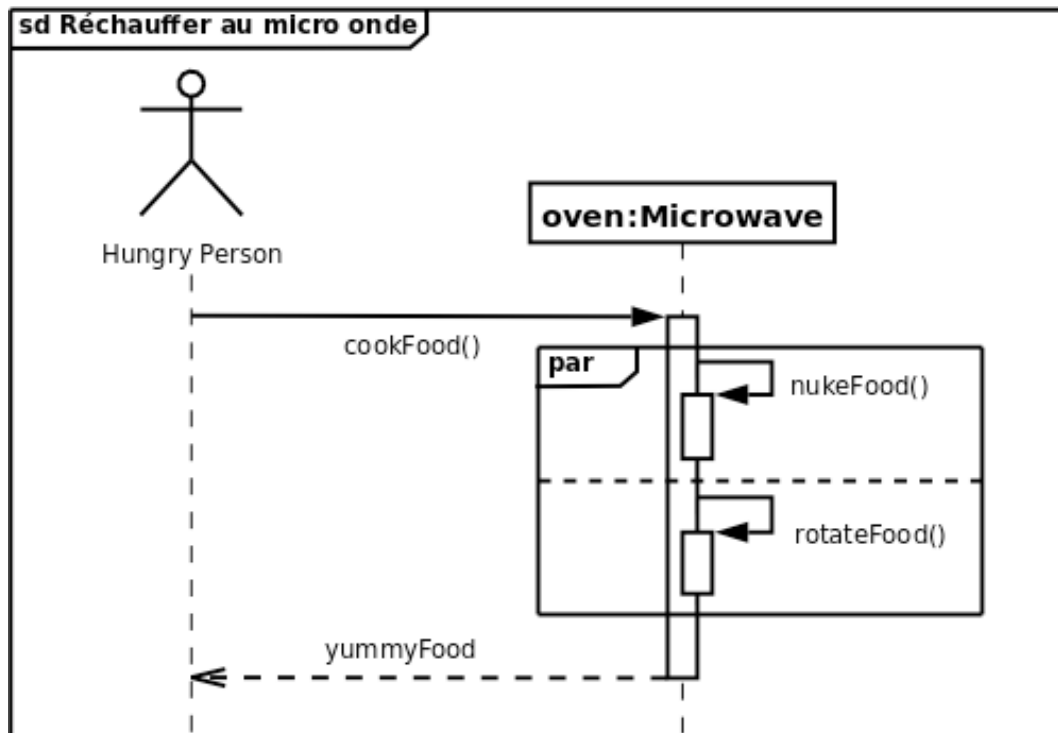 sd Réchauffer au micro onde
Hungry Person
oven:Microwave
cookFood()
par
nukeFood()
rotateFood()
yummyFood